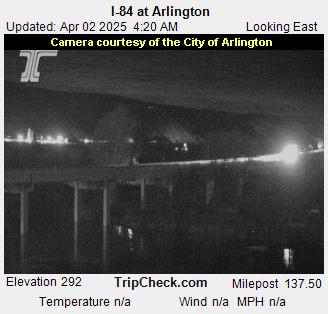 I-84 at Arlington
Updated: Apr 02 2025 4:20 AM Looking East
Camera courtesy of the City of Arlington
Elevation 292 TripCheck.com Milepost 137.50
Temperature n/a Wind n/a MPH n/a